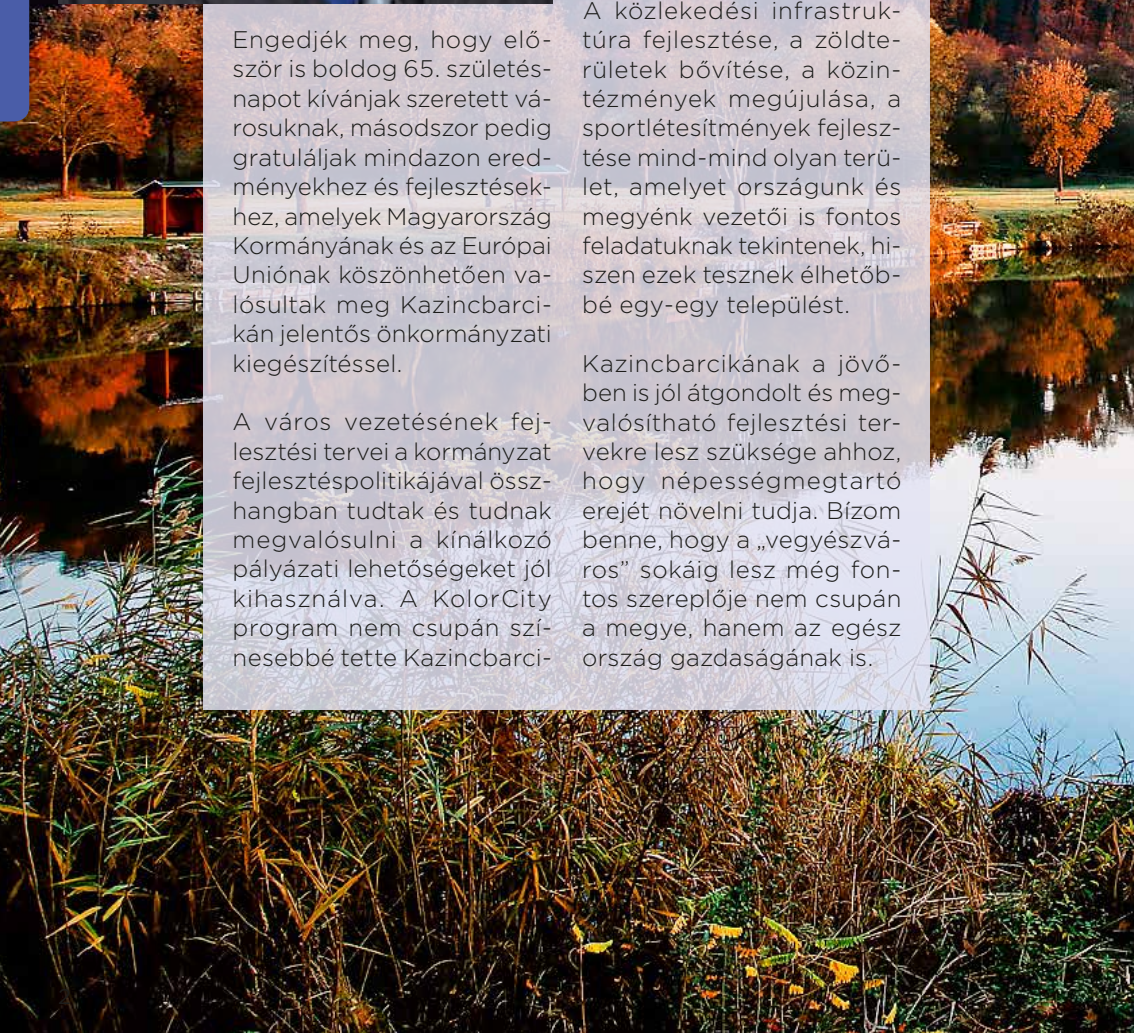 Engedjék meg, hogy elő-
ször is boldog 65. születés-
napot kívánjak szeretett vá-
rosuknak, másodszor pedig
gratuláljak mindazon ered-
ményekhez és fejlesztések-
hez, amelyek Magyarország
Kormányának és az Európai
Uniónak köszönhetően va-
lósultak meg Kazincbarci-
kán jelentős önkormányzati
kiegészítéssel.

A város vezetésének fej-
lesztési tervei a kormányzat
fejlesztéspolitikájával össz-
hangban tudtak és tudnak
megvalósulni a kínálkozó
pályázati lehetőségeket jól
kihasználva. A KolorCity
program nem csupán szí-
nesebbé tette Kazincbarci-

A közlekedési infrastruk-
túra fejlesztése, a zöldte-
rületek bővítése, a közin-
tézmények megújulása, a
sportlétesítmények fejlesz-
tése mind-mind olyan terü-
let, amelyet országunk és
megyénk vezetői is fontos
feladatuknak tekintenek, hi-
szen ezek tesznek élhetőb-
bé egy-egy települést.

Kazincbarcikának a jövő-
ben is jól átgondolt és meg-
valósítható fejlesztési ter-
vekre lesz szüksége ahhoz,
hogy népességmegtartó
erejét növelni tudja. Bízom
benne, hogy a „vegyészvá-
ros” sokáig lesz még fon-
tos szereplője nem csupán
a megye, hanem az egész
ország gazdaságának is.